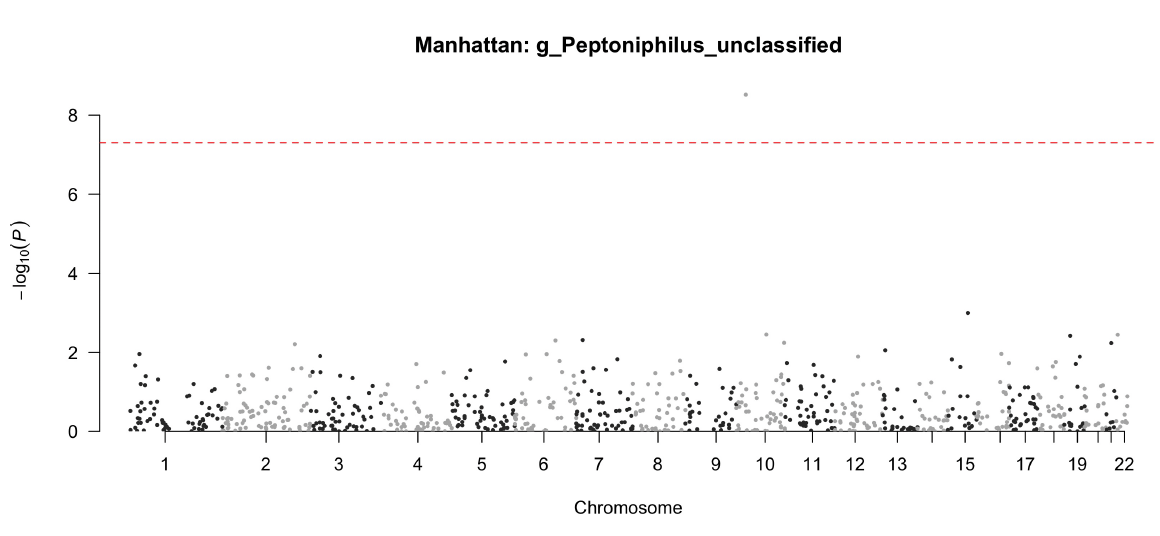 Manhattan: g_Peptoniphilus_unclassified
−log10(P)
8
6
4
2
0
1 2 3 4 5 6 7 8 9 10 11 12 13 15 17 19 22
Chromosome